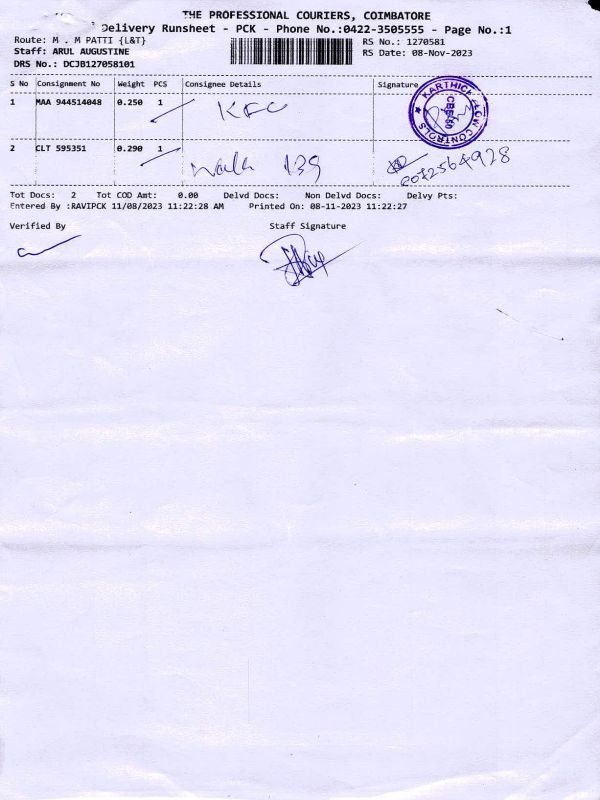 THE PROFESSIONAL COURIERS, COIMBATORE
Delivery Runsheet - PCK - Phone No.:0422-3505555 - Page No.:1
Route: M . M PATTI {L&T}
RS No.: 1270581
Staff: ARUL AUGUSTINE
RS Date: 08-Nov-2023
DRS No.: DCJB127058101
S No Consignment No Weight PCS Consignee Details Signature
1 MAA 944514048 0.250 1 KFC
KARTHICK FLOW CONTROLS
2 CLT 595351 0.290 1 139
Tot Docs: 2 Tot COD Amt: 0.00 Delvd Docs: Non Delvd Docs: Delvy Pts:
Entered By :RAVIPCK 11/08/2023 11:22:28 AM Printed On: 08-11-2023 11:22:27
Verified By Staff Signature